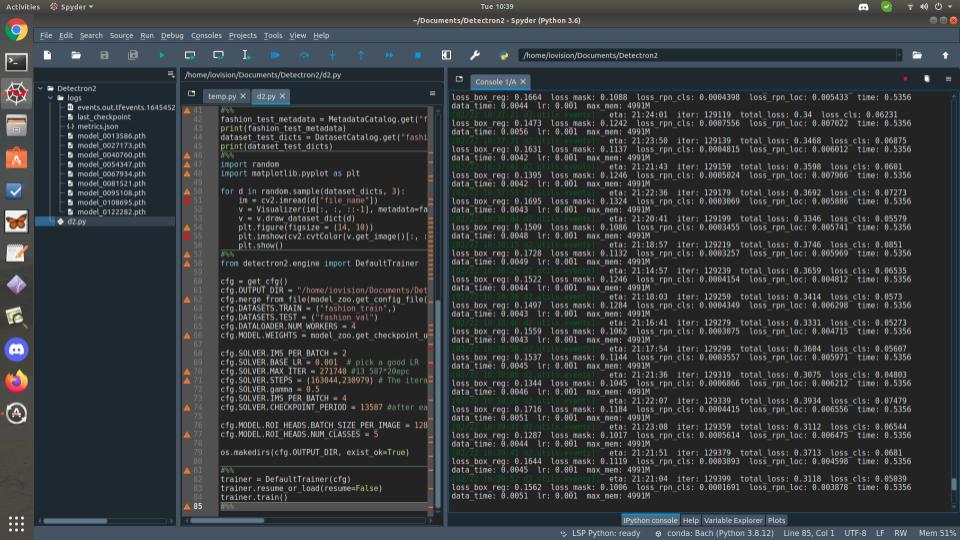 Activities
Spyder
Tue 10:39
~/Documents/Detectron2 - Spyder (Python 3.6)
File Edit Search Source Run Debug Consoles Projects Tools View Help
/home/iovision/Documents/Detectron2
Detectron2
logs
events.out.tfevents.1645452
last_checkpoint
metrics.json
model_0013586.pth
model_0027173.pth
model_0040760.pth
model_0054347.pth
model_0067934.pth
model_0081521.pth
model_0095108.pth
model_0108695.pth
model_0122282.pth
d2.py
/home/iovision/Documents/Detectron2/d2.py
temp.py
d2.py
41 #%%
42 fashion_test_metadata = MetadataCatalog.get("f
43 print(fashion_test_metadata)
44 dataset_test_dicts = DatasetCatalog.get("fashi
45 print(dataset_test_dicts)
46 #%%
import random
48 import matplotlib.pyplot as plt
for d in random.sample(dataset_dicts, 3):
51 im = cv2.imread(d["file_name"])
52 v = Visualizer(im[:, :, ::-1], metadata=fa
53 v = v.draw_dataset_dict(d)
54 plt.figure(figsize = (14, 10))
55 plt.imshow(cv2.cvtColor(v.get_image()[:, :
56 plt.show()
57 #%%
58 from detectron2.engine import DefaultTrainer
60 cfg = get_cfg()
61 cfg.OUTPUT_DIR = "/home/iovision/Documents/Det
62 cfg.merge_from_file(model_zoo.get_config_file(
63 cfg.DATASETS.TRAIN = ("fashion_train",)
64 cfg.DATASETS.TEST = ("fashion_val")
65 cfg.DATALOADER.NUM_WORKERS = 4
66 cfg.MODEL.WEIGHTS = model_zoo.get_checkpoint_u
68 cfg.SOLVER.IMS_PER_BATCH = 2
69 cfg.SOLVER.BASE_LR = 0.001 # pick a good LR
70 cfg.SOLVER.MAX_ITER = 271740 #13 587*20epc
71 cfg.SOLVER.STEPS = (163044,230979) # The itera
72 cfg.SOLVER.gamma = 0.5
73 cfg.SOLVER.IMS_PER_BATCH = 4
74 cfg.SOLVER.CHECKPOINT_PERIOD = 13587 #after ea
76 cfg.MODEL.ROI_HEADS.BATCH_SIZE_PER_IMAGE = 128
77 cfg.MODEL.ROI_HEADS.NUM_CLASSES = 5
79 os.makedirs(cfg.OUTPUT_DIR, exist_ok=True)
81 #%%
82 trainer = DefaultTrainer(cfg)
83 trainer.resume_or_load(resume=False)
84 trainer.train()
85 #%%
Console 1/A
loss_box_reg: 0.1664 loss_mask: 0.1088 loss_rpn_cls: 0.0004398 loss_rpn_loc: 0.005433 time: 0.5356
data_time: 0.0044 lr: 0.001 max_mem: 4991M
eta: 21:24:01 iter: 129119 total_loss: 0.34 loss_cls: 0.06231
loss_box_reg: 0.1473 loss_mask: 0.1242 loss_rpn_cls: 0.0007556 loss_rpn_loc: 0.007022 time: 0.5356
data_time: 0.0056 lr: 0.001 max_mem: 4991M
eta: 21:23:50 iter: 129139 total_loss: 0.3468 loss_cls: 0.06875
loss_box_reg: 0.1631 loss_mask: 0.1137 loss_rpn_cls: 0.0004815 loss_rpn_loc: 0.006012 time: 0.5356
data_time: 0.0042 lr: 0.001 max_mem: 4991M
eta: 21:21:43 iter: 129159 total_loss: 0.3598 loss_cls: 0.0681
loss_box_reg: 0.1395 loss_mask: 0.1246 loss_rpn_cls: 0.0007946 loss_rpn_loc: 0.007194 time: 0.5356
data_time: 0.0046 lr: 0.001 max_mem: 4991M
eta: 21:22:36 iter: 129179 total_loss: 0.3692 loss_cls: 0.07273
loss_box_reg: 0.1695 loss_mask: 0.1324 loss_rpn_cls: 0.0003962 loss_rpn_loc: 0.005886 time: 0.5356
data_time: 0.0043 lr: 0.001 max_mem: 4991M
eta: 21:20:41 iter: 129199 total_loss: 0.3346 loss_cls: 0.05579
loss_box_reg: 0.1509 loss_mask: 0.1086 loss_rpn_cls: 0.0003455 loss_rpn_loc: 0.005859 time: 0.5356
data_time: 0.0048 lr: 0.001 max_mem: 4991M
eta: 21:18:57 iter: 129219 total_loss: 0.3746 loss_cls: 0.0851
loss_box_reg: 0.1728 loss_mask: 0.1132 loss_rpn_cls: 0.0003257 loss_rpn_loc: 0.005969 time: 0.5356
data_time: 0.0049 lr: 0.001 max_mem: 4991M
eta: 21:14:57 iter: 129239 total_loss: 0.3659 loss_cls: 0.06535
loss_box_reg: 0.1522 loss_mask: 0.1246 loss_rpn_cls: 0.0004154 loss_rpn_loc: 0.004812 time: 0.5356
data_time: 0.0044 lr: 0.001 max_mem: 4991M
eta: 21:18:03 iter: 129259 total_loss: 0.3414 loss_cls: 0.0573
loss_box_reg: 0.1497 loss_mask: 0.1284 loss_rpn_cls: 0.0004349 loss_rpn_loc: 0.006298 time: 0.5356
data_time: 0.0043 lr: 0.001 max_mem: 4991M
eta: 21:16:41 iter: 129279 total_loss: 0.3331 loss_cls: 0.05273
loss_box_reg: 0.1559 loss_mask: 0.1062 loss_rpn_cls: 0.0003075 loss_rpn_loc: 0.004715 time: 0.5356
data_time: 0.0043 lr: 0.001 max_mem: 4991M
eta: 21:17:54 iter: 129299 total_loss: 0.3604 loss_cls: 0.05607
loss_box_reg: 0.1537 loss_mask: 0.1144 loss_rpn_cls: 0.0003557 loss_rpn_loc: 0.005971 time: 0.5356
data_time: 0.0045 lr: 0.001 max_mem: 4991M
eta: 21:21:36 iter: 129319 total_loss: 0.3075 loss_cls: 0.04803
loss_box_reg: 0.1344 loss_mask: 0.1045 loss_rpn_cls: 0.0006866 loss_rpn_loc: 0.006212 time: 0.5356
data_time: 0.0046 lr: 0.001 max_mem: 4991M
eta: 21:22:07 iter: 129339 total_loss: 0.3934 loss_cls: 0.07479
loss_box_reg: 0.1716 loss_mask: 0.1184 loss_rpn_cls: 0.0004415 loss_rpn_loc: 0.006556 time: 0.5356
data_time: 0.0051 lr: 0.001 max_mem: 4991M
eta: 21:23:08 iter: 129359 total_loss: 0.3112 loss_cls: 0.06544
loss_box_reg: 0.1287 loss_mask: 0.1017 loss_rpn_cls: 0.0005614 loss_rpn_loc: 0.006475 time: 0.5356
data_time: 0.0044 lr: 0.001 max_mem: 4991M
eta: 21:21:51 iter: 129379 total_loss: 0.3713 loss_cls: 0.0681
loss_box_reg: 0.1644 loss_mask: 0.1119 loss_rpn_cls: 0.0003893 loss_rpn_loc: 0.004598 time: 0.5356
data_time: 0.0045 lr: 0.001 max_mem: 4991M
eta: 21:21:04 iter: 129399 total_loss: 0.3118 loss_cls: 0.05039
loss_box_reg: 0.1562 loss_mask: 0.1006 loss_rpn_cls: 0.0001691 loss_rpn_loc: 0.003878 time: 0.5356
data_time: 0.0051 lr: 0.001 max_mem: 4991M
IPython console Help Variable Explorer Plots
LSP Python: ready conda: Bach (Python 3.8.12) Line 85, Col 1 UTF-8 LF RW Mem 51%